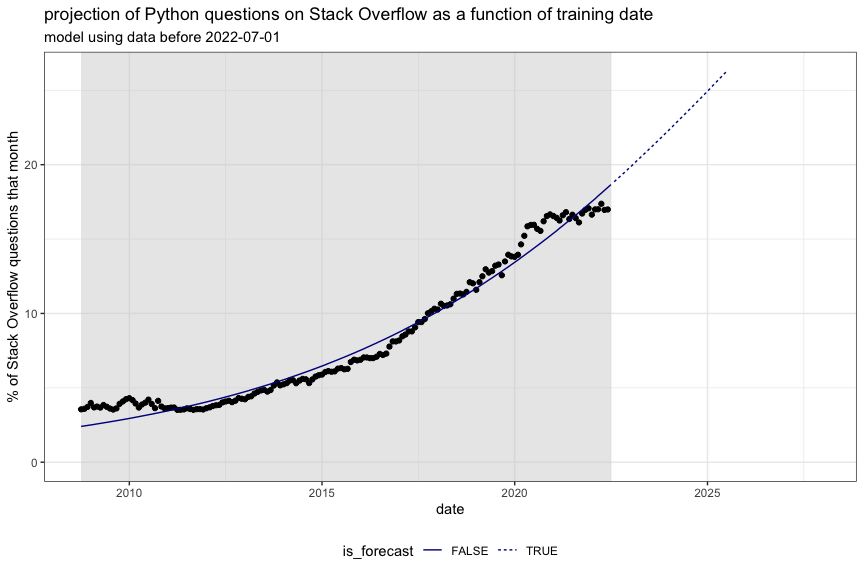 projection of Python questions on Stack Overflow as a function of training date
model using data before 2022-07-01
% of Stack Overflow questions that month
20
10
0
2010 2015 2020 2025
date
is_forecast FALSE TRUE